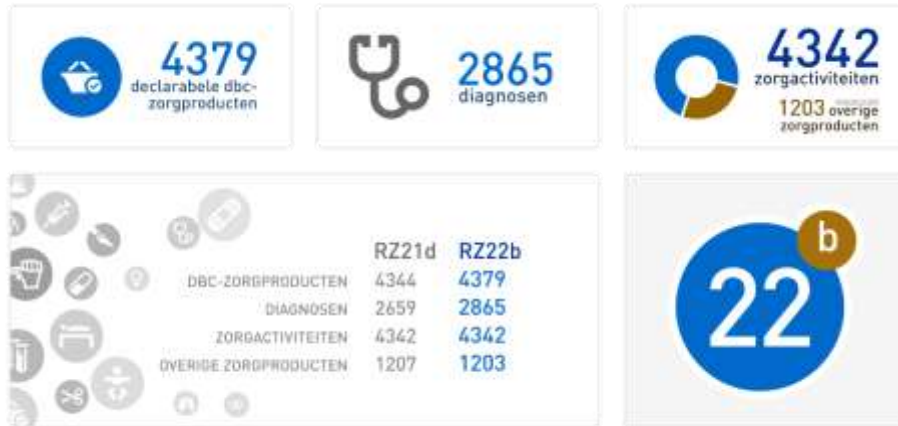 4379
declarabele dbc-
zorgproducten
2865
diagnosen
4342
zorgactiviteiten
1203 overige
zorgproducten
RZ21d RZ22b
DBC-ZORGPRODUCTEN 4344 4379
DIAGNOSEN 2659 2865
ZORGACTIVITEITEN 4342 4342
OVERIGE ZORGPRODUCTEN 1207 1203
22
b